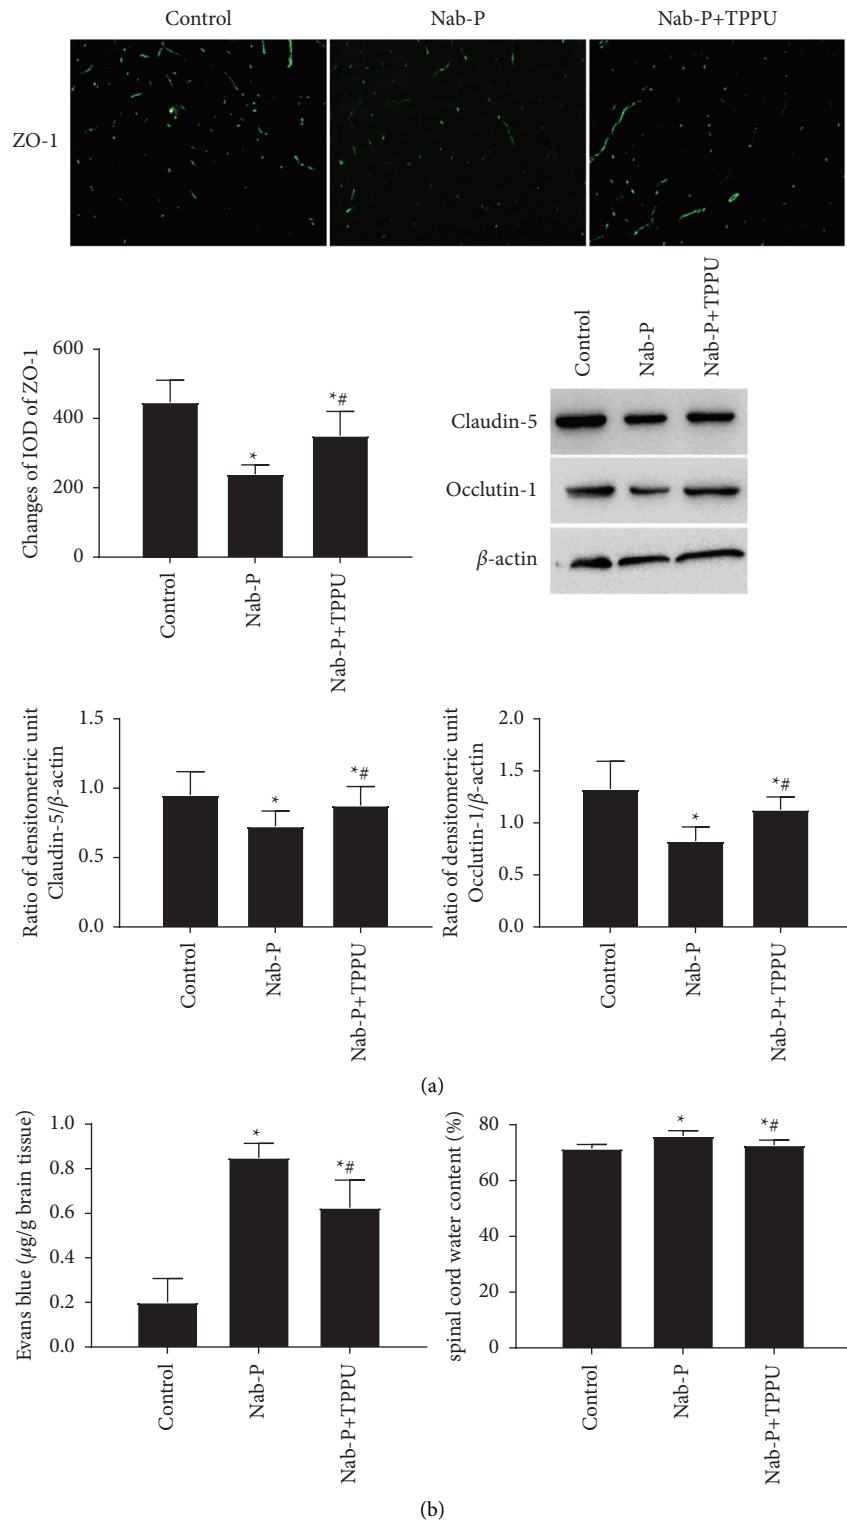 Control
Nab-P
Nab-P+TPPU
ZO-1
Changes of IOD of ZO-1
600
400
200
0
*
*#
Control
Nab-P
Nab-P+TPPU
Control
Nab-P
Nab-P+TPPU
Claudin-5
Occlutin-1
β-actin
Ratio of densitometric unit
Claudin-5/β-actin
1.5
1.0
0.5
0.0
*
*#
Control
Nab-P
Nab-P+TPPU
Ratio of densitometric unit
Occlutin-1/β-actin
2.0
1.5
1.0
0.5
0.0
*
*#
Control
Nab-P
Nab-P+TPPU
(a)
Evans blue (μg/g brain tissue)
1.0
0.8
0.6
0.4
0.2
0.0
*
*#
Control
Nab-P
Nab-P+TPPU
spinal cord water content (%)
80
60
40
20
0
*
*#
Control
Nab-P
Nab-P+TPPU
(b)